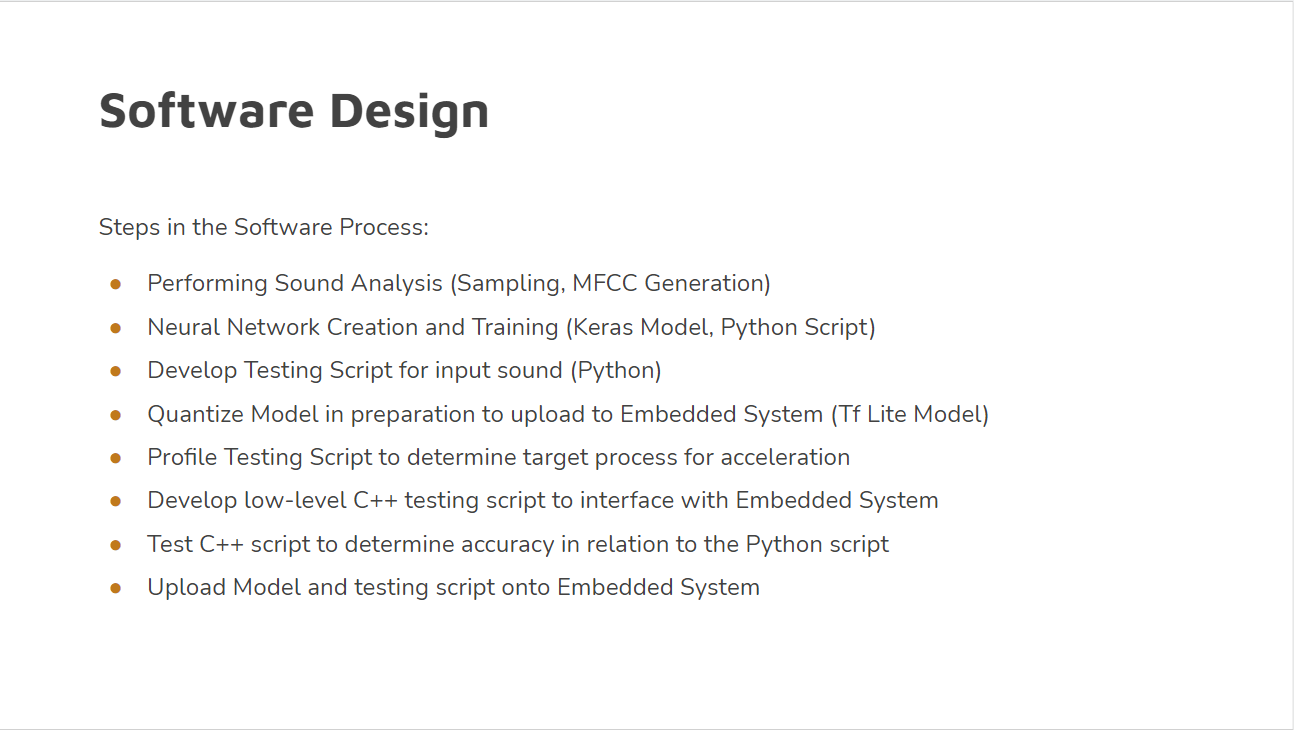 Software Design
Steps in the Software Process:
● Performing Sound Analysis (Sampling, MFCC Generation)
● Neural Network Creation and Training (Keras Model, Python Script)
● Develop Testing Script for input sound (Python)
● Quantize Model in preparation to upload to Embedded System (Tf Lite Model)
● Profile Testing Script to determine target process for acceleration
● Develop low-level C++ testing script to interface with Embedded System
● Test C++ script to determine accuracy in relation to the Python script
● Upload Model and testing script onto Embedded System